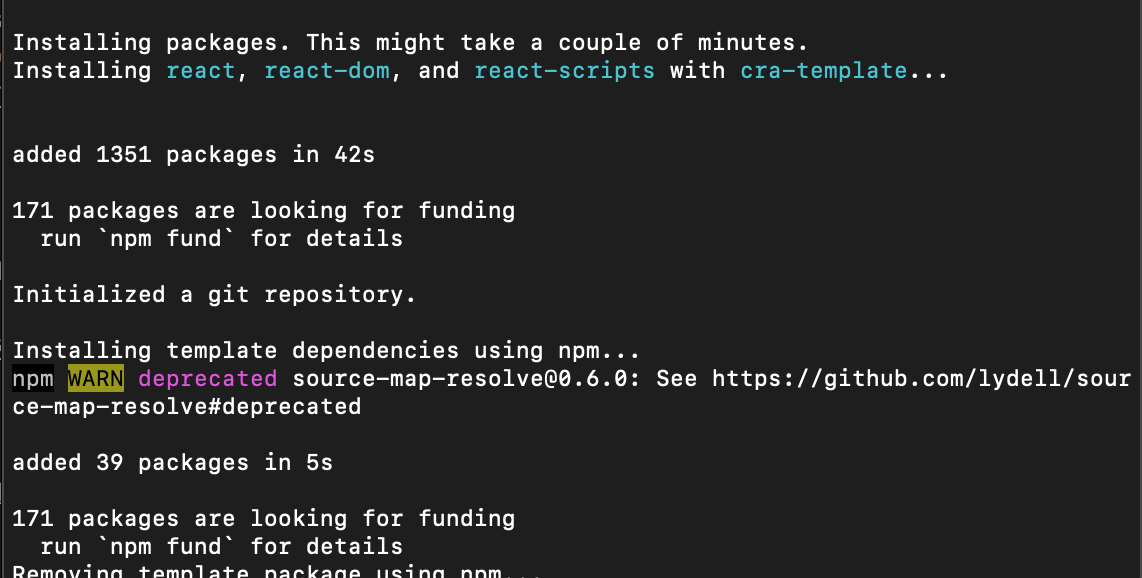 Installing packages. This might take a couple of minutes.
Installing react, react-dom, and react-scripts with cra-template...
added 1351 packages in 42s
171 packages are looking for funding
  run `npm fund` for details
Initialized a git repository.
Installing template dependencies using npm...
npm WARN deprecated source-map-resolve@0.6.0: See https://github.com/lydell/sour
ce-map-resolve#deprecated
added 39 packages in 5s
171 packages are looking for funding
  run `npm fund` for details
Removing template package using npm...